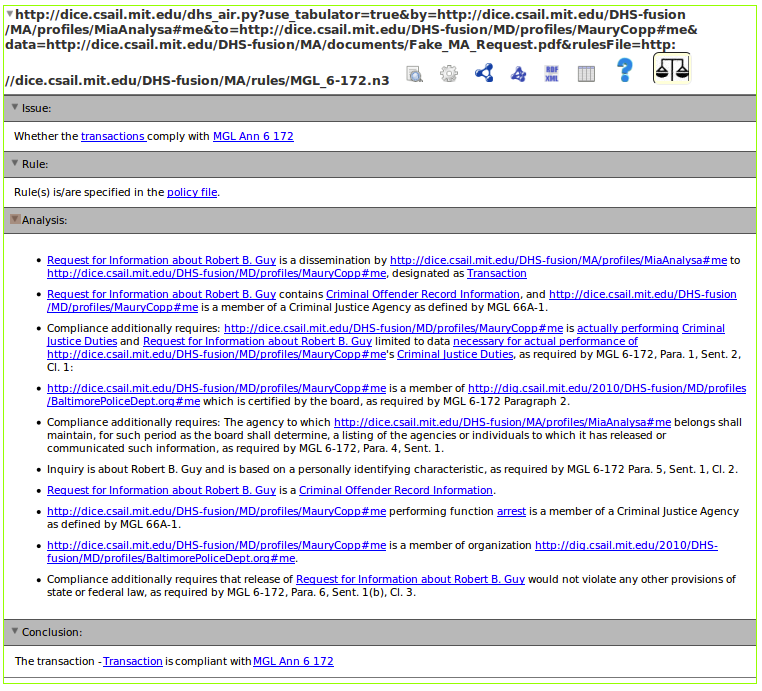 http://dice.csail.mit.edu/dhs_air.py?use_tabulator=true&by=http://dice.csail.mit.edu/DHS-fusion
/MA/profiles/MiaAnalysa#me&to=http://dice.csail.mit.edu/DHS-fusion/MD/profiles/MauryCopp#me&
data=http://dice.csail.mit.edu/DHS-fusion/MA/documents/Fake_MA_Request.pdf&rulesFile=http:
//dice.csail.mit.edu/DHS-fusion/MA/rules/MGL_6-172.n3 RDF XML ?
Issue:
Whether the transactions comply with MGL Ann 6 172
Rule:
Rule(s) is/are specified in the policy file.
Analysis:
• Request for Information about Robert B. Guy is a dissemination by http://dice.csail.mit.edu/DHS-fusion/MA/profiles/MiaAnalysa#me to
http://dice.csail.mit.edu/DHS-fusion/MD/profiles/MauryCopp#me, designated as Transaction
• Request for Information about Robert B. Guy contains Criminal Offender Record Information, and http://dice.csail.mit.edu/DHS-fusion
/MD/profiles/MauryCopp#me is a member of a Criminal Justice Agency as defined by MGL 66A-1.
• Compliance additionally requires: http://dice.csail.mit.edu/DHS-fusion/MD/profiles/MauryCopp#me is actually performing Criminal
Justice Duties and Request for Information about Robert B. Guy limited to data necessary for actual performance of
http://dice.csail.mit.edu/DHS-fusion/MD/profiles/MauryCopp#me's Criminal Justice Duties, as required by MGL 6-172, Para. 1, Sent. 2,
Cl. 1:
• http://dice.csail.mit.edu/DHS-fusion/MD/profiles/MauryCopp#me is a member of http://dig.csail.mit.edu/2010/DHS-fusion/MD/profiles
/BaltimorePoliceDept.org#me which is certified by the board, as required by MGL 6-172 Paragraph 2.
• Compliance additionally requires: The agency to which http://dice.csail.mit.edu/DHS-fusion/MA/profiles/MiaAnalysa#me belongs shall
maintain, for such period as the board shall determine, a listing of the agencies or individuals to which it has released or
communicated such information, as required by MGL 6-172, Para. 4, Sent. 1.
• Inquiry is about Robert B. Guy and is based on a personally identifying characteristic, as required by MGL 6-172 Para. 5, Sent. 1, Cl. 2.
• Request for Information about Robert B. Guy is a Criminal Offender Record Information.
• http://dice.csail.mit.edu/DHS-fusion/MD/profiles/MauryCopp#me performing function arrest is a member of a Criminal Justice Agency
as defined by MGL 66A-1.
• http://dice.csail.mit.edu/DHS-fusion/MD/profiles/MauryCopp#me is a member of organization http://dig.csail.mit.edu/2010/DHS-
fusion/MD/profiles/BaltimorePoliceDept.org#me.
• Compliance additionally requires that release of Request for Information about Robert B. Guy would not violate any other provisions of
state or federal law, as required by MGL 6-172, Para. 6, Sent. 1(b), Cl. 3.
Conclusion:
The transaction - Transaction is compliant with MGL Ann 6 172